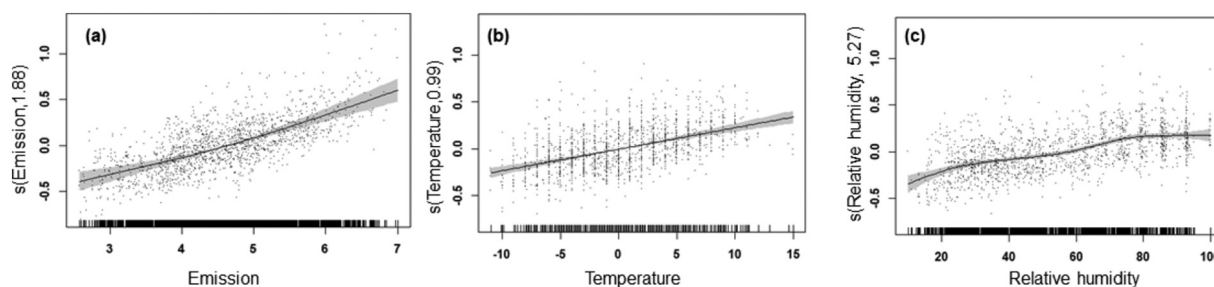 (a)
s(Emission,1.88)
1.0
0.5
0.0
-0.5
3 4 5 6 7
Emission
(b)
s(Temperature,0.99)
1.0
0.5
0.0
-0.5
-10 -5 0 5 10 15
Temperature
(c)
s(Relative humidity, 5.27)
1.0
0.5
0.0
-0.5
20 40 60 80 100
Relative humidity